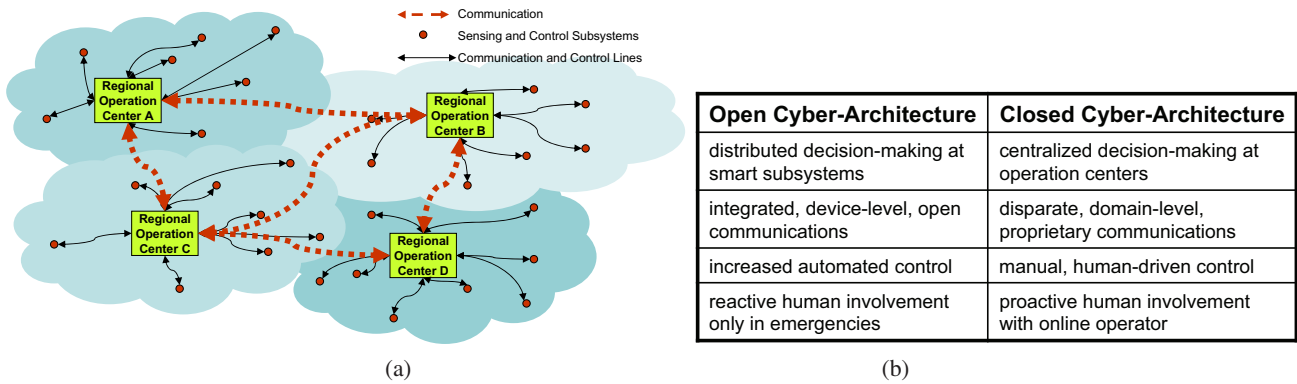 Communication
Sensing and Control Subsystems
Communication and Control Lines
Regional
Operation
Center A
Regional
Operation
Center B
Regional
Operation
Center C
Regional
Operation
Center D
(a)
Open Cyber-Architecture
Closed Cyber-Architecture
distributed decision-making at
smart subsystems
centralized decision-making at
operation centers
integrated, device-level, open
communications
disparate, domain-level,
proprietary communications
increased automated control
manual, human-driven control
reactive human involvement
only in emergencies
proactive human involvement
with online operator
(b)